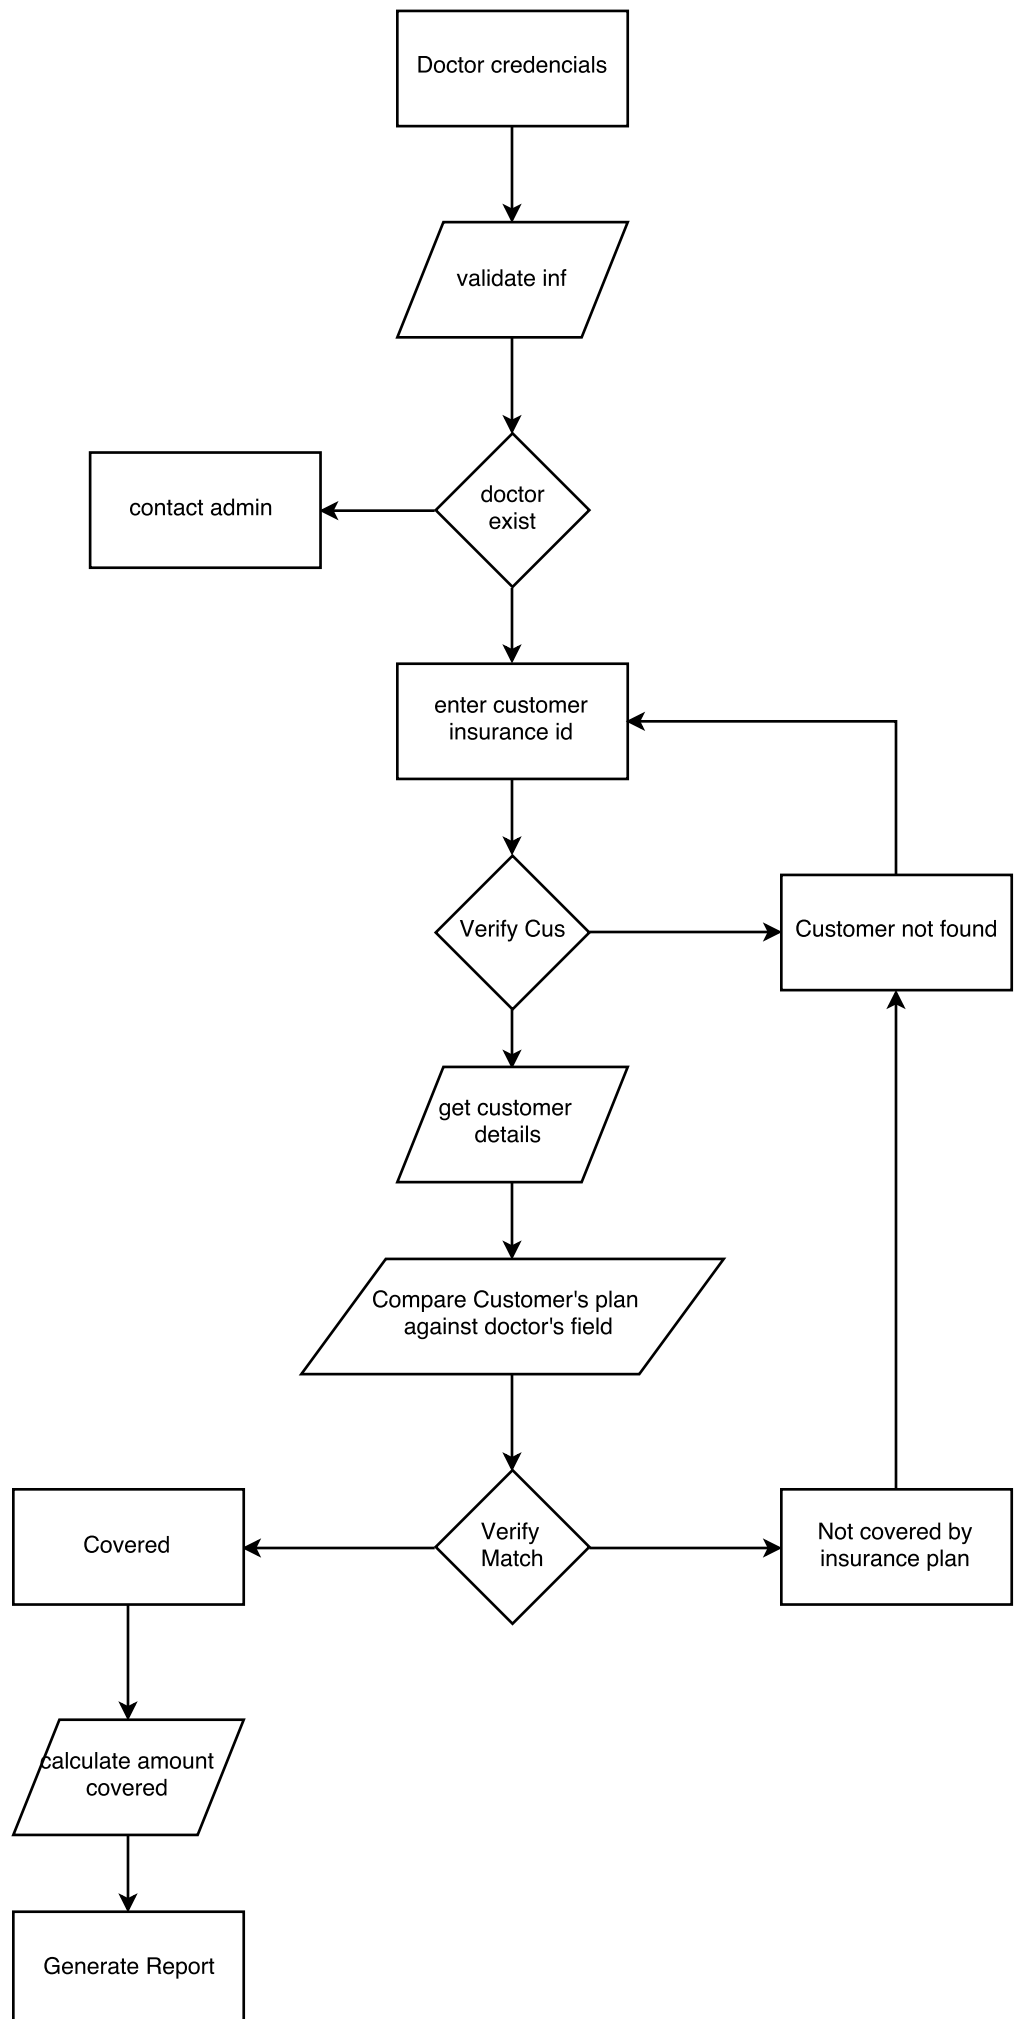 Doctor credencials
validate inf
contact admin
doctor
exist
enter customer
insurance id
Verify Cus
Customer not found
get customer
details
Compare Customer's plan
against doctor's field
Covered
Verify
Match
Not covered by
insurance plan
calculate amount
covered
Generate Report